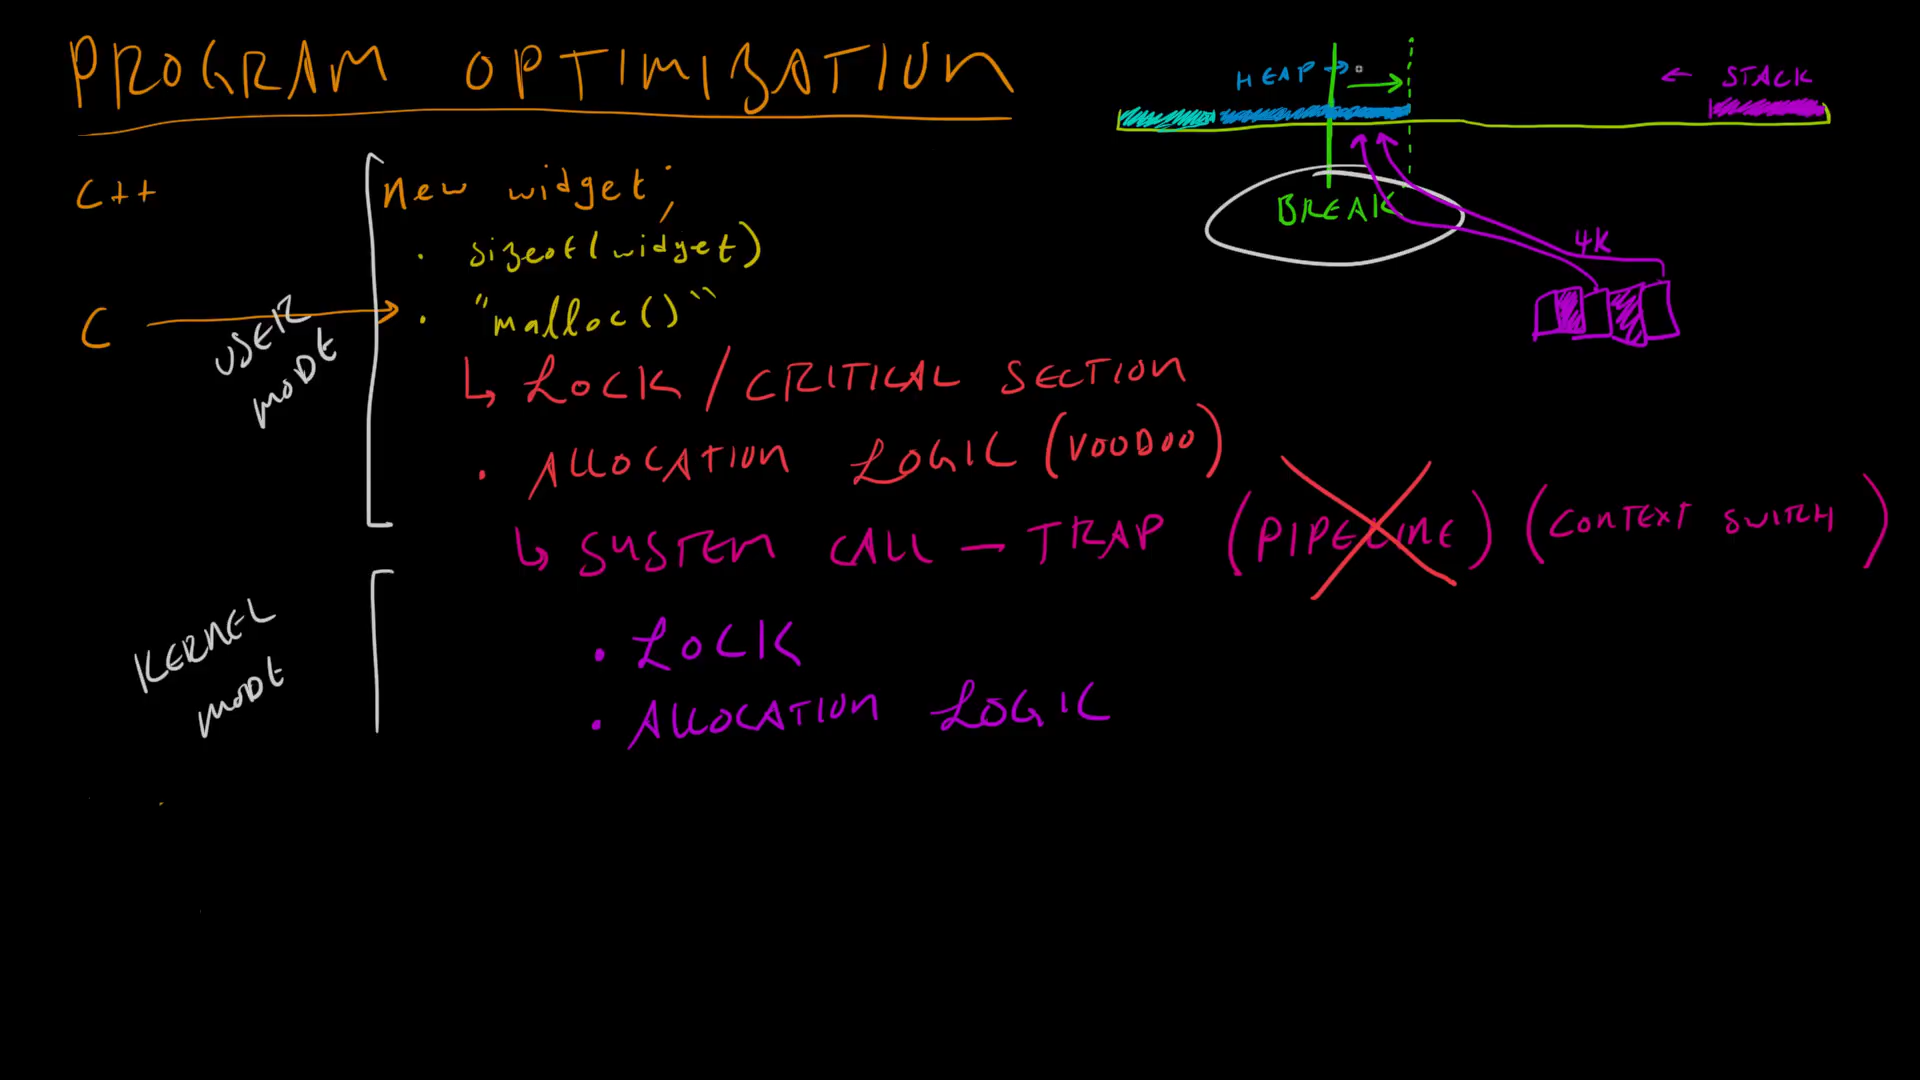 PROGRAM OPTIMIZATION
HEAP
STACK
BREAK
4K
C++
new widget;
• sizeof(widget)
C
• "malloc()"
USER
MODE
LOCK / CRITICAL SECTION
• ALLOCATION LOGIC (VOODOO)
SYSTEM CALL – TRAP (PIPELINE) (CONTEXT SWITCH)
KERNEL
MODE
• LOCK
• ALLOCATION LOGIC